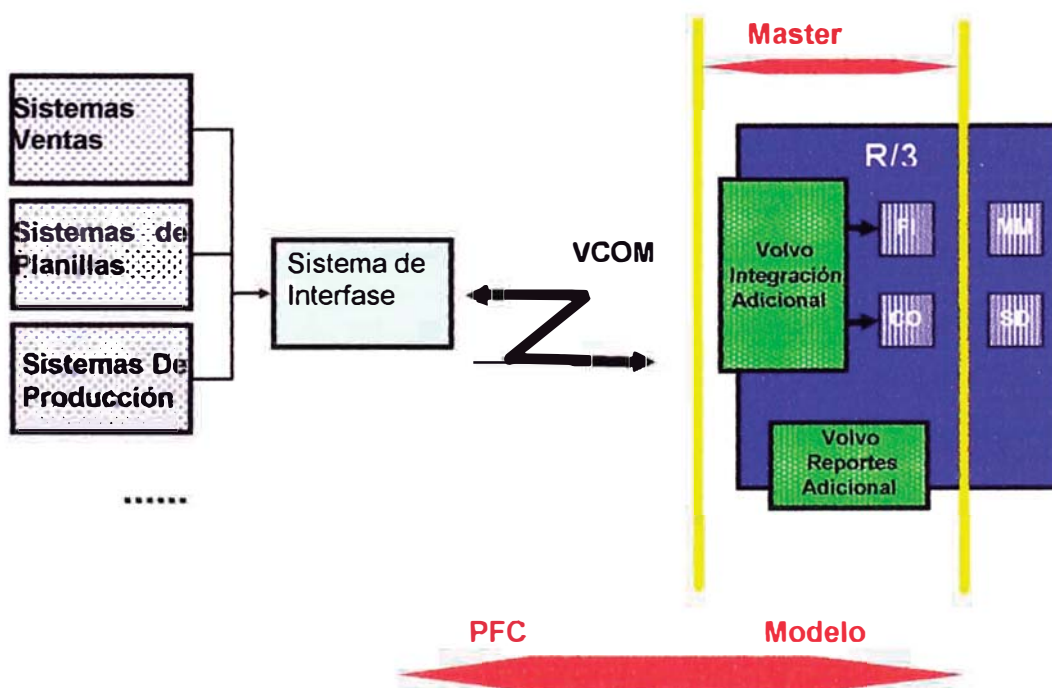 Master
Sistemas
Ventas
R/3
Sistemas de
Planillas
Sistema de
Interfase
VCOM
Volvo
Integración
Adicional
FI
MM
CO
SD
Sistemas De
Producción
Volvo
Reportes
Adicional
......
PFC
Modelo